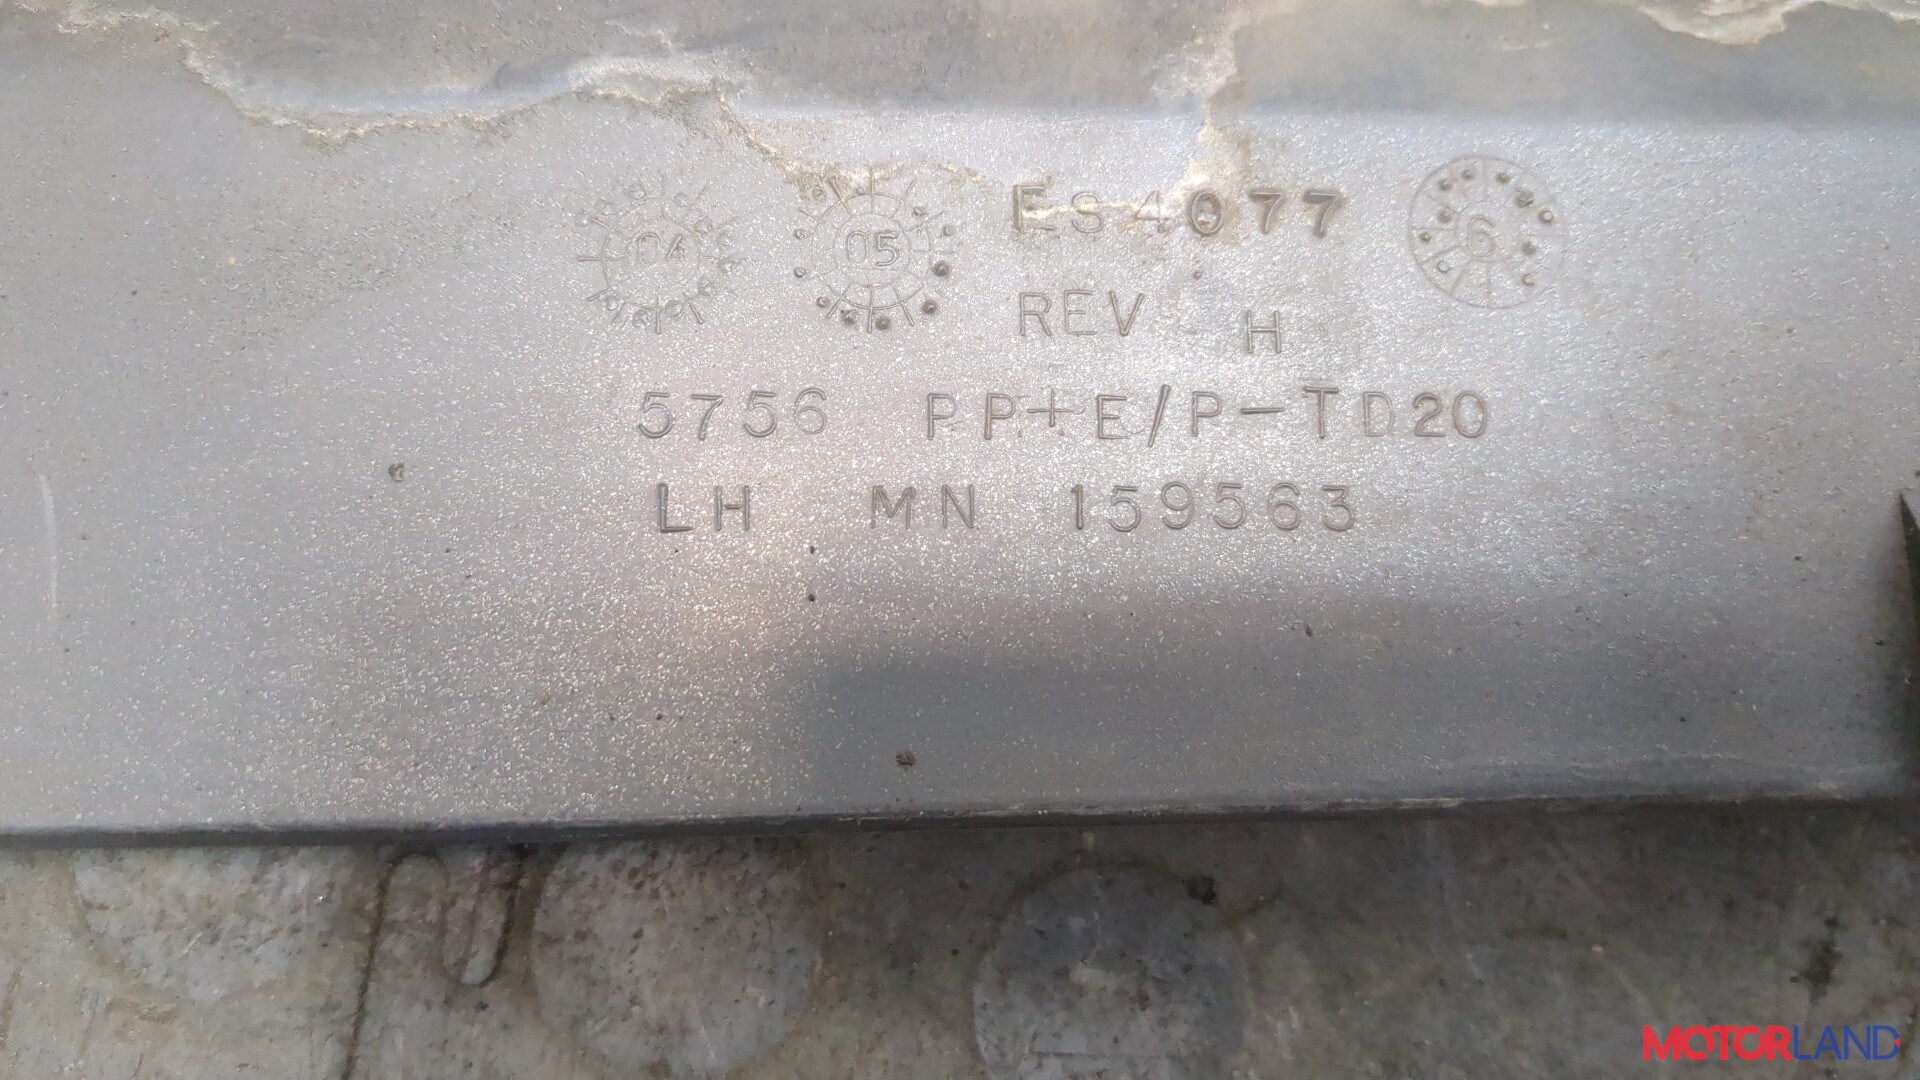 04 05 ES4077 6
REV H
5756 PP+E/P-TD20
LH MN 159563
MOTORLAND